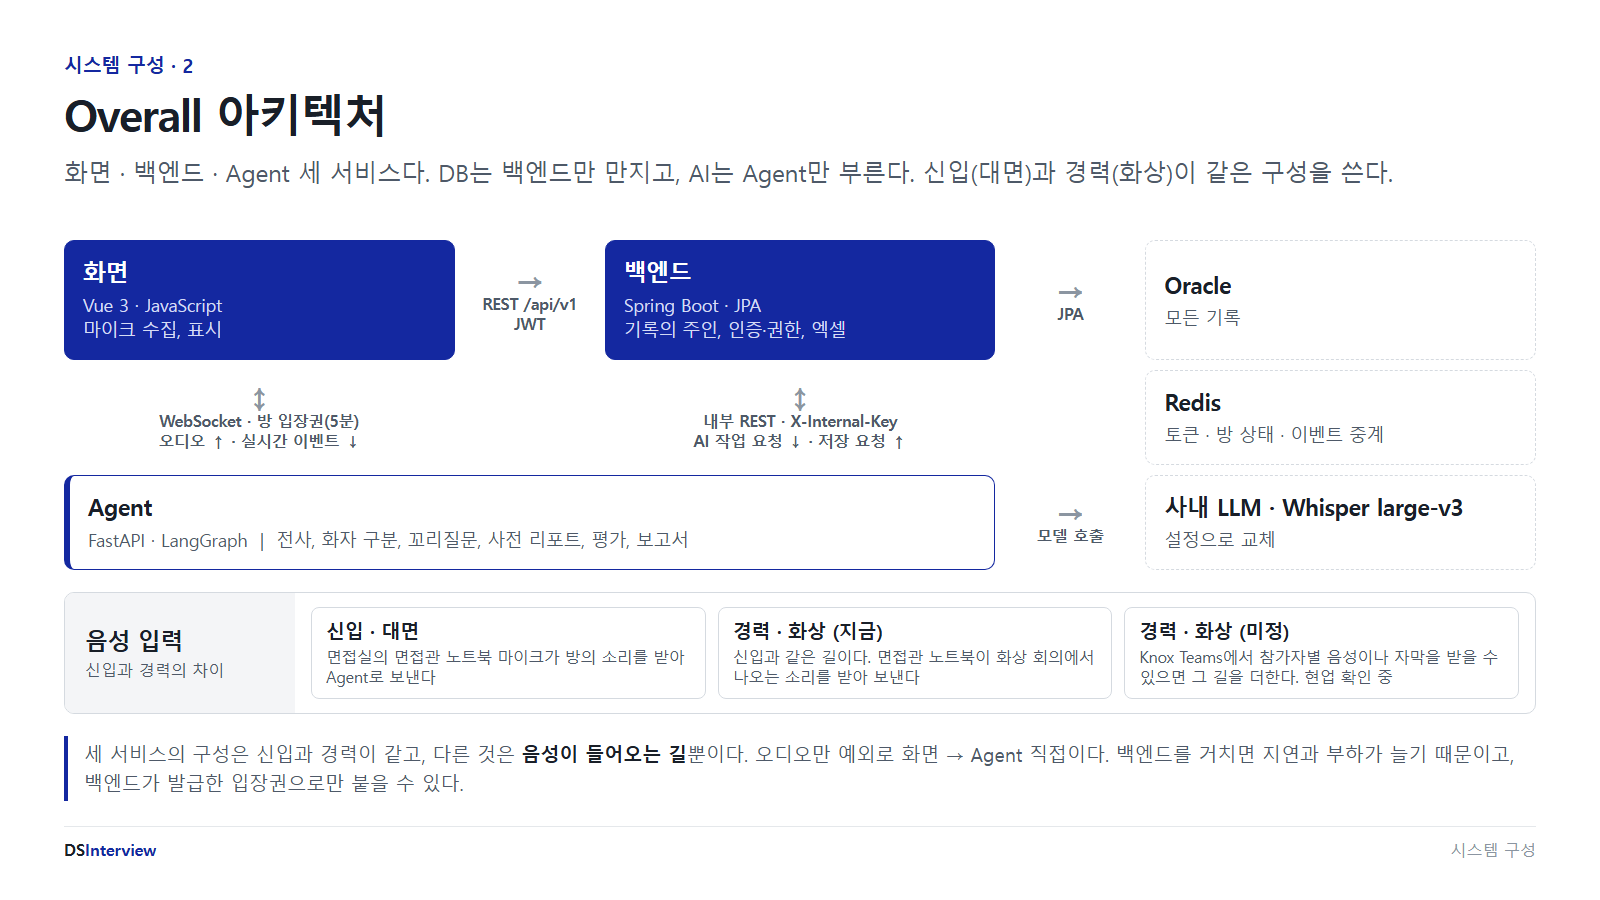 시스템 구성 · 2
Overall 아키텍처
화면 · 백엔드 · Agent 세 서비스다. DB는 백엔드만 만지고, AI는 Agent만 부른다. 신입(대면)과 경력(화상)이 같은 구성을 쓴다.
화면
Vue 3 · JavaScript
마이크 수집, 표시
→
REST /api/v1
JWT
백엔드
Spring Boot · JPA
기록의 주인, 인증·권한, 엑셀
→
JPA
Oracle
모든 기록
↕
WebSocket · 방 입장권(5분)
오디오 ↑ · 실시간 이벤트 ↓
↕
내부 REST · X-Internal-Key
AI 작업 요청 ↓ · 저장 요청 ↑
Redis
토큰 · 방 상태 · 이벤트 중계
Agent
FastAPI · LangGraph | 전사, 화자 구분, 꼬리질문, 사전 리포트, 평가, 보고서
→
모델 호출
사내 LLM · Whisper large-v3
설정으로 교체
음성 입력
신입과 경력의 차이
신입 · 대면
면접실의 면접관 노트북 마이크가 방의 소리를 받아
Agent로 보낸다
경력 · 화상 (지금)
신입과 같은 길이다. 면접관 노트북이 화상 회의에서
나오는 소리를 받아 보낸다
경력 · 화상 (미정)
Knox Teams에서 참가자별 음성이나 자막을 받을 수
있으면 그 길을 더한다. 현업 확인 중
세 서비스의 구성은 신입과 경력이 같고, 다른 것은 음성이 들어오는 길뿐이다. 오디오만 예외로 화면 → Agent 직접이다. 백엔드를 거치면 지연과 부하가 늘기 때문이고,
백엔드가 발급한 입장권으로만 붙을 수 있다.
DSInterview
시스템 구성